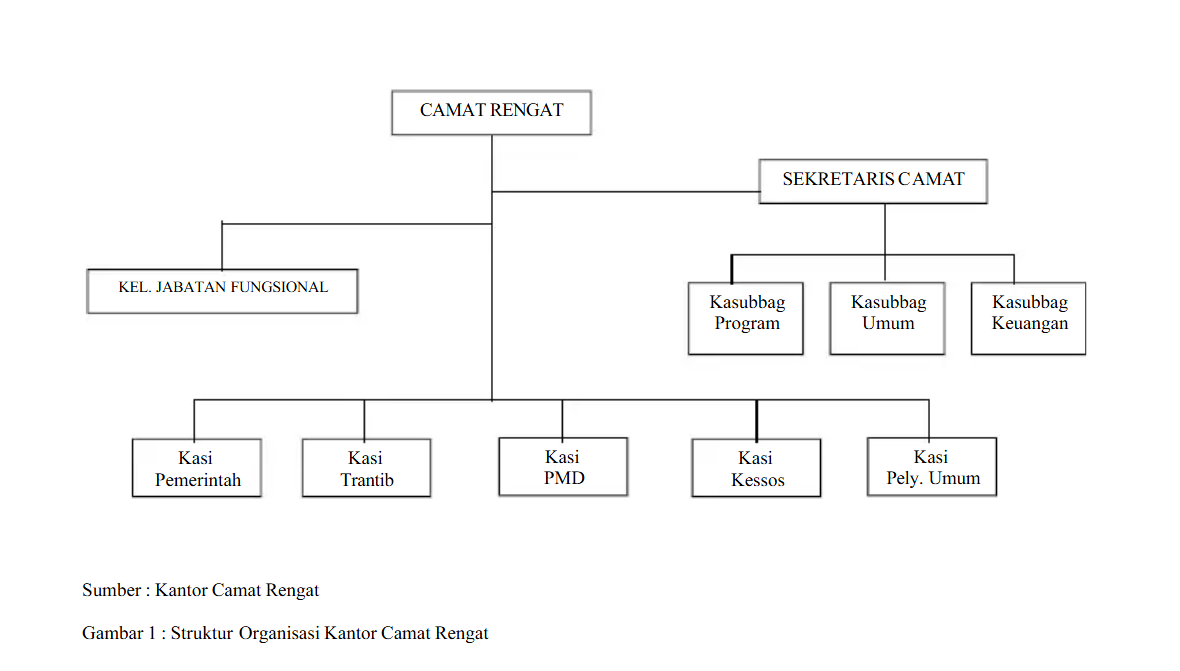 CAMAT RENGAT
SEKRETARIS CAMAT
KEL. JABATAN FUNGSIONAL
Kasubbag
Program
Kasubbag
Umum
Kasubbag
Keuangan
Kasi
Pemerintah
Kasi
Trantib
Kasi
PMD
Kasi
Kessos
Kasi
Pely. Umum
Sumber : Kantor Camat Rengat
Gambar 1 : Struktur Organisasi Kantor Camat Rengat